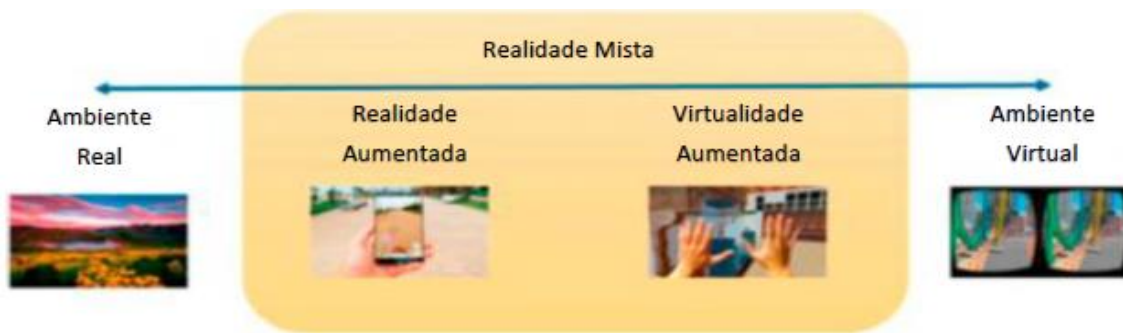 Realidade Mista
Ambiente
Real
Realidade
Aumentada
Virtualidade
Aumentada
Ambiente
Virtual